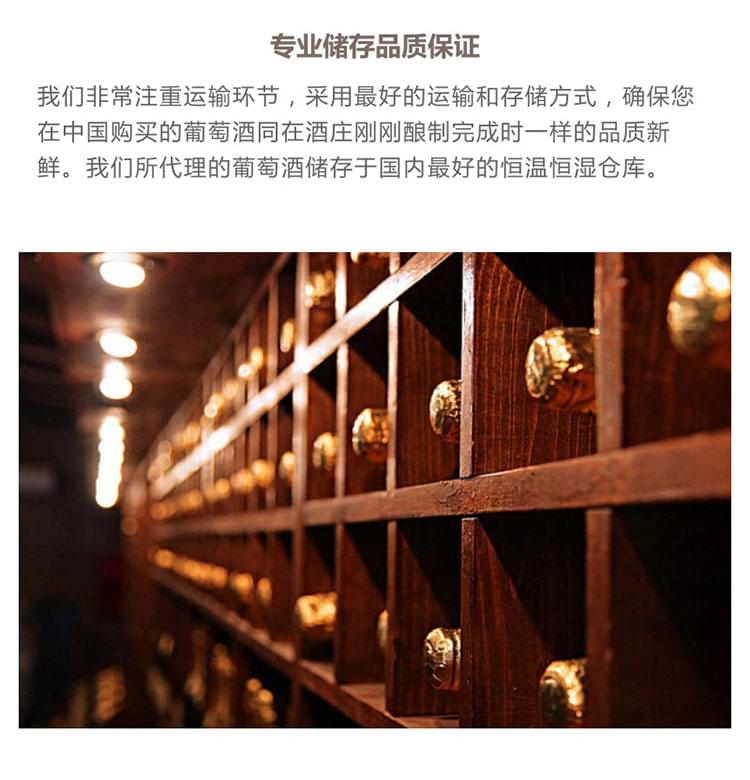 专业储存品质保证
我们非常注重运输环节，采用最好的运输和存储方式，确保您
在中国购买的葡萄酒同在酒庄刚刚酿制完成时一样的品质新
鲜。我们所代理的葡萄酒储存于国内最好的恒温恒湿仓库。